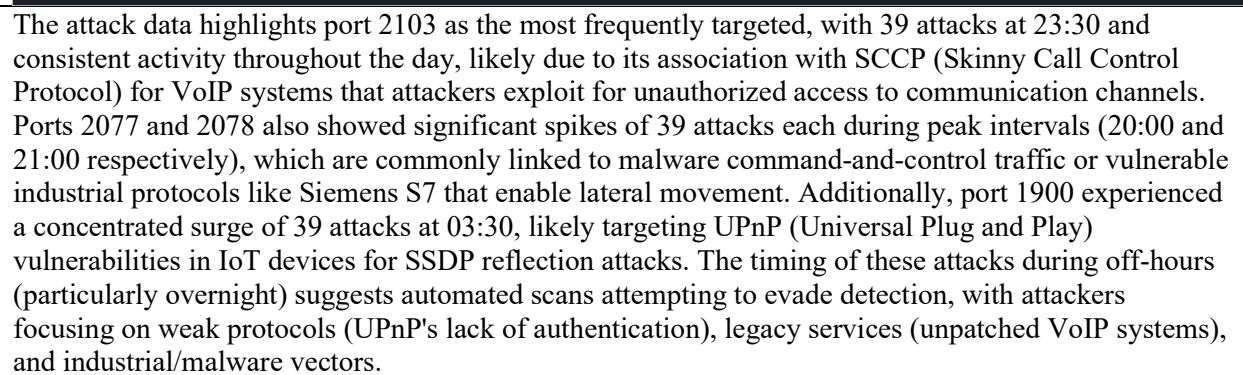 The attack data highlights port 2103 as the most frequently targeted, with 39 attacks at 23:30 and
consistent activity throughout the day, likely due to its association with SCCP (Skinny Call Control
Protocol) for VoIP systems that attackers exploit for unauthorized access to communication channels.
Ports 2077 and 2078 also showed significant spikes of 39 attacks each during peak intervals (20:00 and
21:00 respectively), which are commonly linked to malware command-and-control traffic or vulnerable
industrial protocols like Siemens S7 that enable lateral movement. Additionally, port 1900 experienced
a concentrated surge of 39 attacks at 03:30, likely targeting UPnP (Universal Plug and Play)
vulnerabilities in IoT devices for SSDP reflection attacks. The timing of these attacks during off-hours
(particularly overnight) suggests automated scans attempting to evade detection, with attackers
focusing on weak protocols (UPnP's lack of authentication), legacy services (unpatched VoIP systems),
and industrial/malware vectors.